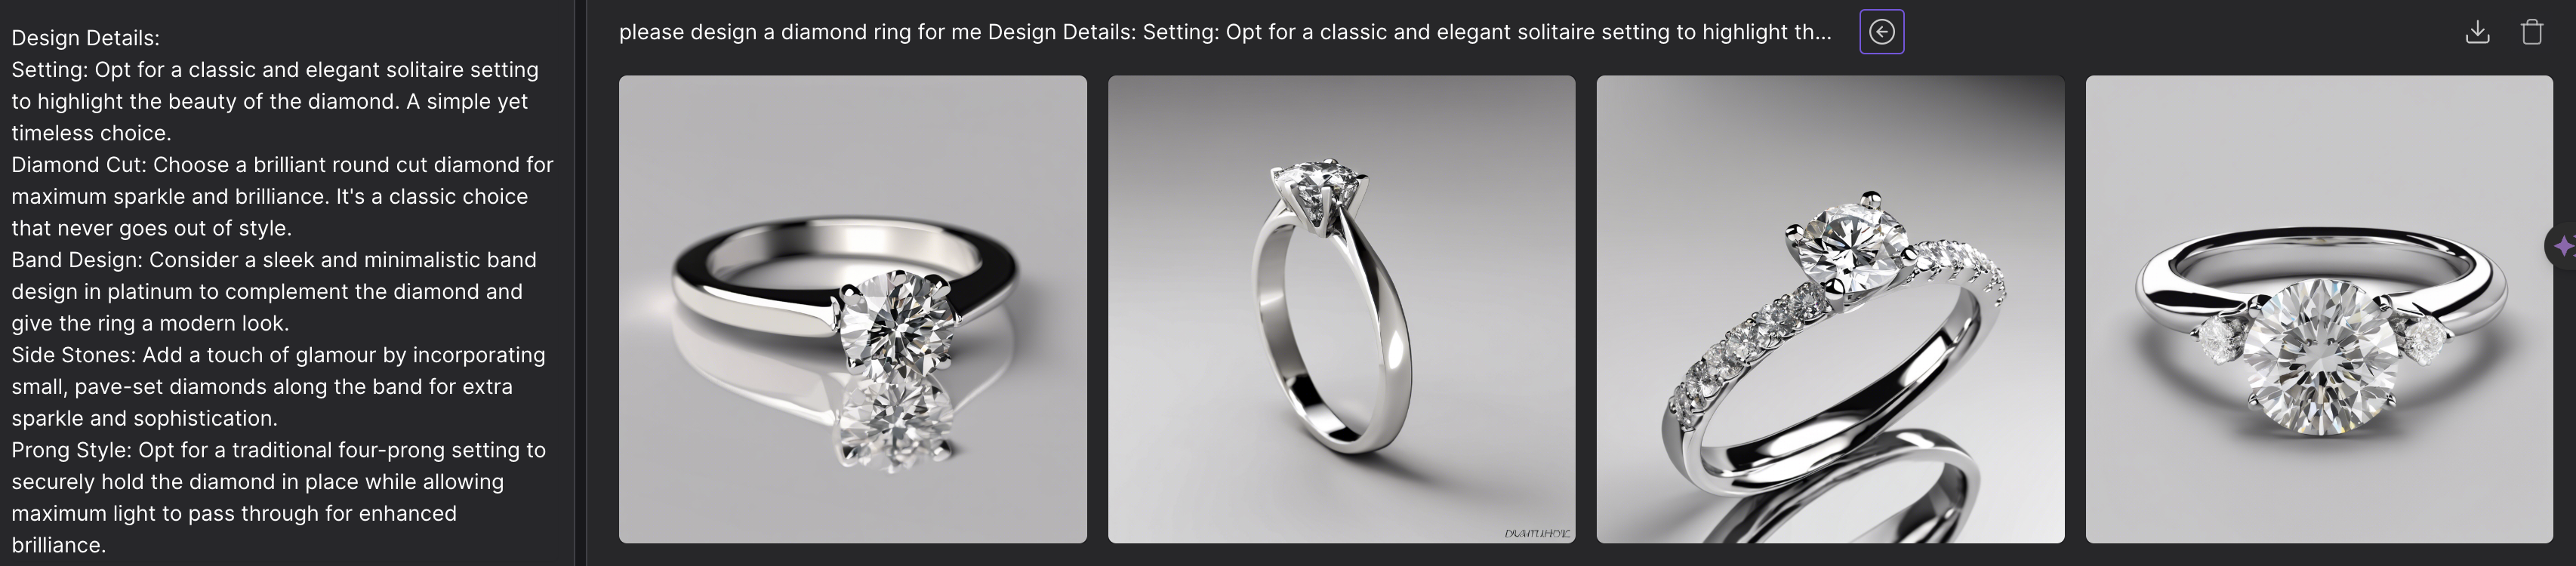 Design Details:
Setting: Opt for a classic and elegant solitaire setting
to highlight the beauty of the diamond. A simple yet
timeless choice.
Diamond Cut: Choose a brilliant round cut diamond for
maximum sparkle and brilliance. It's a classic choice
that never goes out of style.
Band Design: Consider a sleek and minimalistic band
design in platinum to complement the diamond and
give the ring a modern look.
Side Stones: Add a touch of glamour by incorporating
small, pave-set diamonds along the band for extra
sparkle and sophistication.
Prong Style: Opt for a traditional four-prong setting to
securely hold the diamond in place while allowing
maximum light to pass through for enhanced
brilliance.
please design a diamond ring for me Design Details: Setting: Opt for a classic and elegant solitaire setting to highlight th...